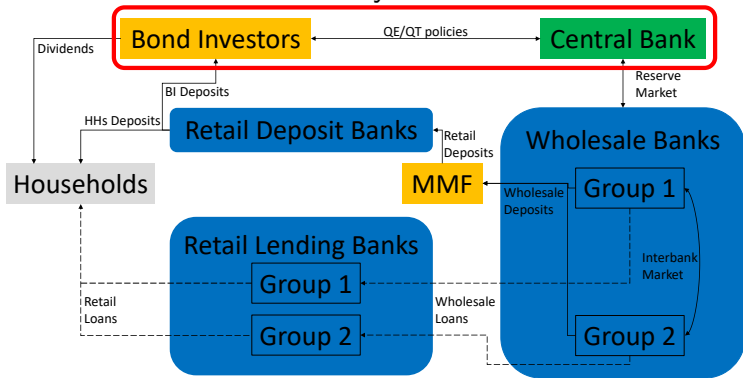 Bond Investors
QE/QT policies
Central Bank
Dividends
BI Deposits
Reserve
Market
HHs Deposits
Retail Deposit Banks
Retail
Deposits
Wholesale Banks
Households
MMF
Wholesale
Deposits
Group 1
Retail Lending Banks
Interbank
Market
Group 1
Retail
Loans
Wholesale
Loans
Group 2
Group 2